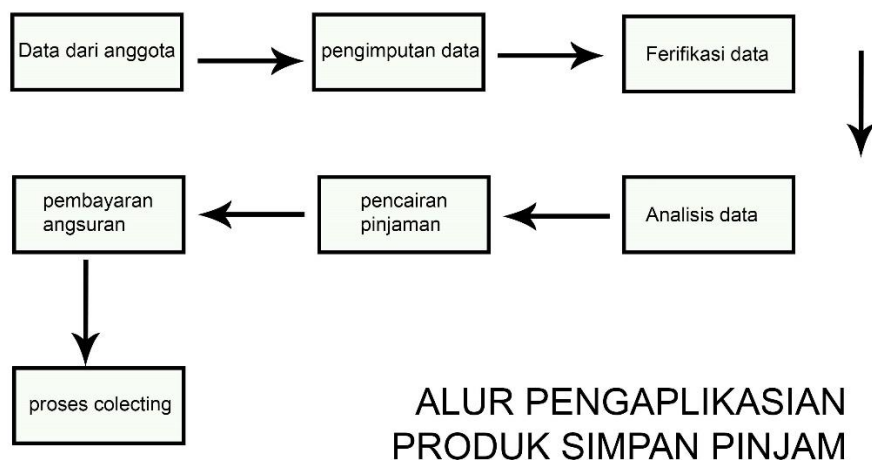 Data dari anggota
pengimputan data
Ferifikasi data
Analisis data
pencairan
pinjaman
pembayaran
angsuran
proses colecting
ALUR PENGAPLIKASIAN
PRODUK SIMPAN PINJAM